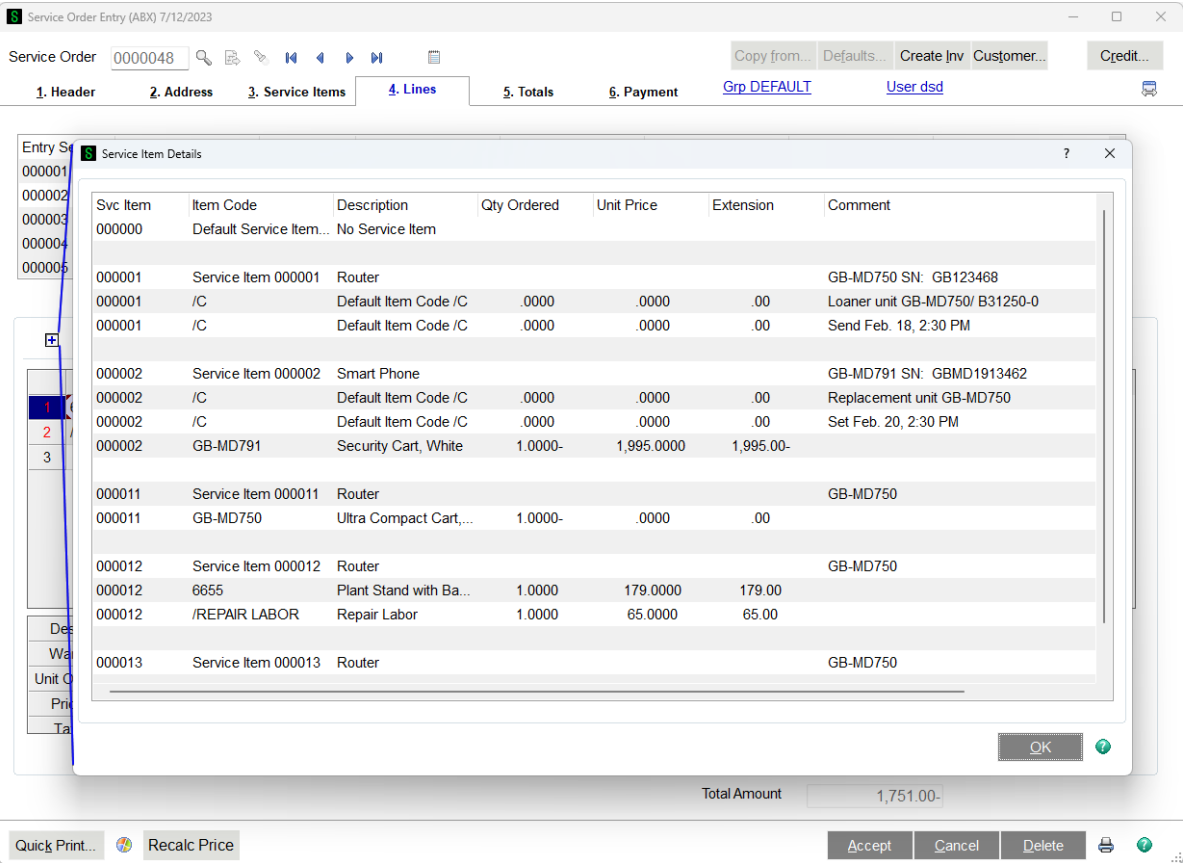 S Service Order Entry (ABX) 7/12/2023
Service Order 0000048 Copy from... Defaults... Create Inv Customer... Credit...
1. Header 2. Address 3. Service Items 4. Lines 5. Totals 6. Payment Grp DEFAULT User dsd
Entry
S Service Item Details ?
000001
000002
000003
000004
000005
Svc Item Item Code Description Qty Ordered Unit Price Extension Comment
000000 Default Service Item... No Service Item
000001 Service Item 000001 Router GB-MD750 SN: GB123468
000001 /C Default Item Code /C .0000 .0000 .00 Loaner unit GB-MD750/ B31250-0
000001 /C Default Item Code /C .0000 .0000 .00 Send Feb. 18, 2:30 PM
000002 Service Item 000002 Smart Phone GB-MD791 SN: GBMD1913462
000002 /C Default Item Code /C .0000 .0000 .00 Replacement unit GB-MD750
000002 /C Default Item Code /C .0000 .0000 .00 Set Feb. 20, 2:30 PM
000002 GB-MD791 Security Cart, White 1.0000- 1,995.0000 1,995.00-
000011 Service Item 000011 Router GB-MD750
000011 GB-MD750 Ultra Compact Cart,... 1.0000- .0000 .00
000012 Service Item 000012 Router GB-MD750
000012 6655 Plant Stand with Ba... 1.0000 179.0000 179.00
000012 /REPAIR LABOR Repair Labor 1.0000 65.0000 65.00
000013 Service Item 000013 Router GB-MD750
1
2
3
Unit
OK ?
Total Amount 1,751.00-
Quick Print... Recalc Price Accept Cancel Delete ?